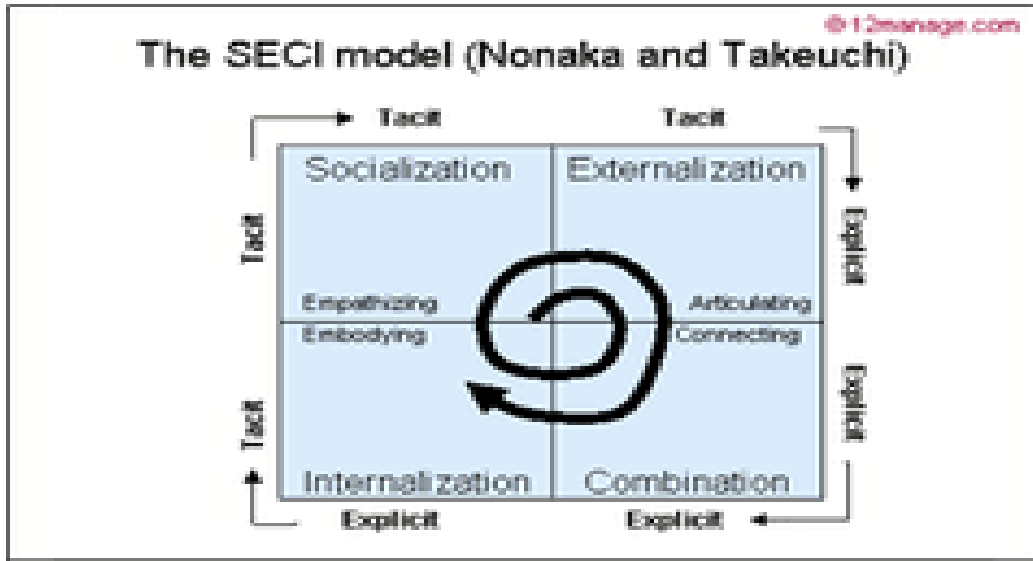 ©12manage.com
The SECI model (Nonaka and Takeuchi)
Tacit Tacit
Socialization Externalization
Tacit Explicit
Empathizing Articulating
Embodying Connecting
Tacit Explicit
Internalization Combination
Explicit Explicit